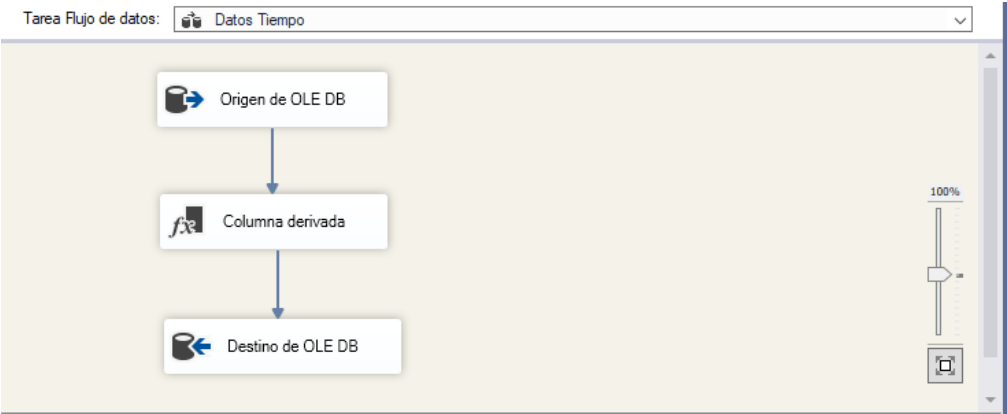 Tarea Flujo de datos: Datos Tiempo
Origen de OLE DB
100%
Columna derivada
Destino de OLE DB